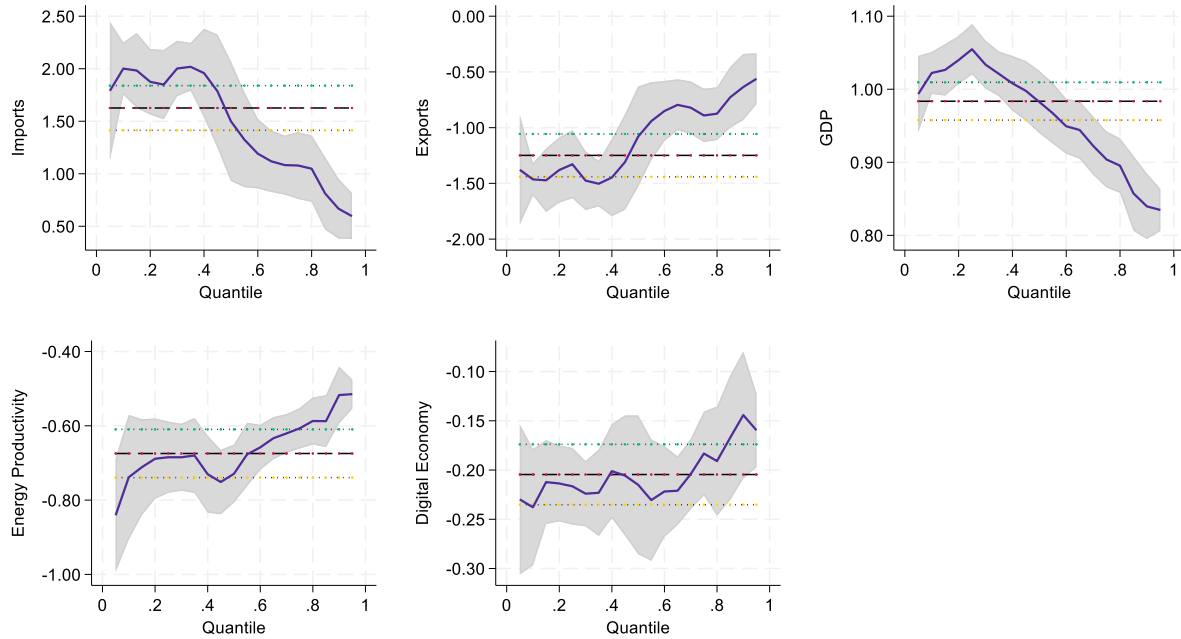 Imports
2.50
2.00
1.50
1.00
0.50
0 .2 .4 .6 .8 1
Quantile
Exports
0.00
-0.50
-1.00
-1.50
-2.00
0 .2 .4 .6 .8 1
Quantile
GDP
1.10
1.00
0.90
0.80
0 .2 .4 .6 .8 1
Quantile
Energy Productivity
-0.40
-0.60
-0.80
-1.00
0 .2 .4 .6 .8 1
Quantile
Digital Economy
-0.10
-0.15
-0.20
-0.25
-0.30
0 .2 .4 .6 .8 1
Quantile